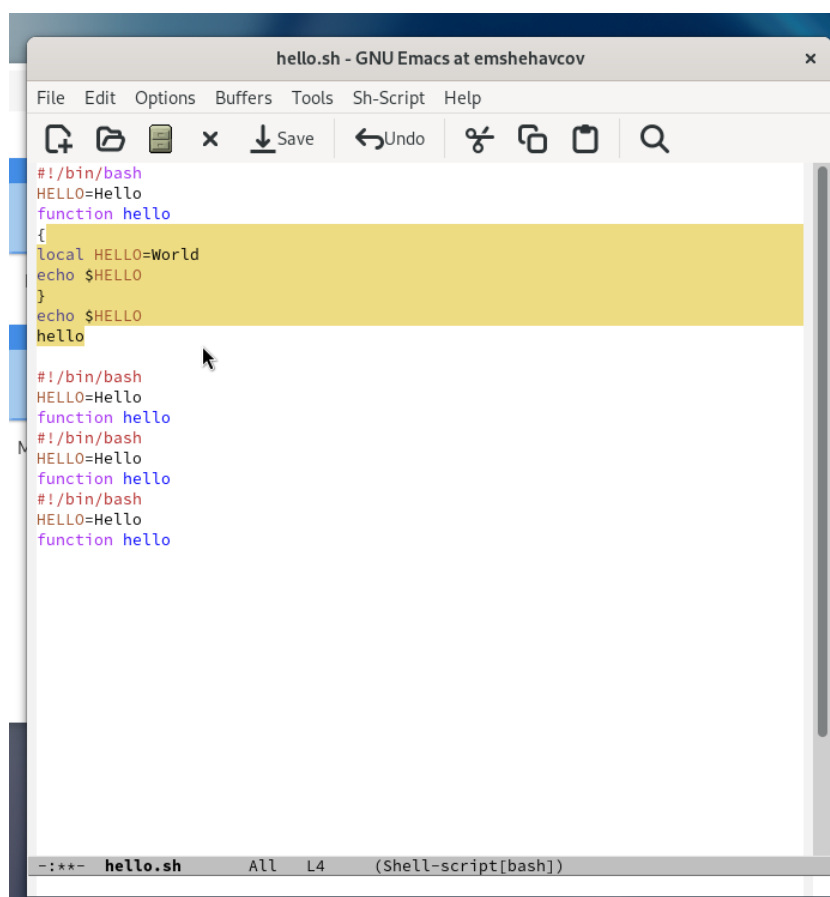 hello.sh - GNU Emacs at emshehavcov
×
File Edit Options Buffers Tools Sh-Script Help
Save Undo
#!/bin/bash
HELLO=Hello
function hello
{
local HELLO=World
echo $HELLO
}
echo $HELLO
hello
#!/bin/bash
HELLO=Hello
function hello
#!/bin/bash
HELLO=Hello
function hello
#!/bin/bash
HELLO=Hello
function hello
-:**- hello.sh All L4 (Shell-script[bash])